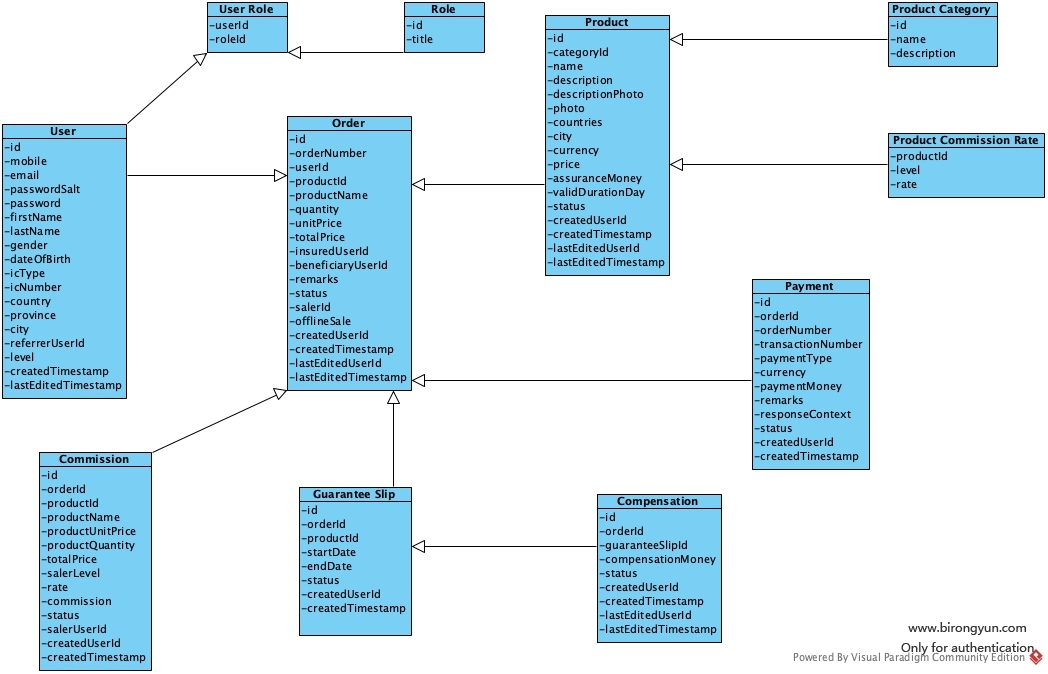 User Role
-userId
-roleId
Role
-id
-title
Product
-id
-categoryId
-name
-description
-descriptionPhoto
-photo
-countries
-city
-currency
-price
-assuranceMoney
-validDurationDay
-status
-createdUserId
-createdTimestamp
-lastEditedUserId
-lastEditedTimestamp
Product Category
-id
-name
-description
User
-id
-mobile
-email
-passwordSalt
-password
-firstName
-lastName
-gender
-dateOfBirth
-icType
-icNumber
-country
-province
-city
-referrerUserId
-level
-createdTimestamp
-lastEditedTimestamp
Order
-id
-orderNumber
-userId
-productId
-productName
-quantity
-unitPrice
-totalPrice
-insuredUserId
-beneficiaryUserId
-remarks
-status
-salerId
-offlineSale
-createdUserId
-createdTimestamp
-lastEditedUserId
-lastEditedTimestamp
Product Commission Rate
-productId
-level
-rate
Payment
-id
-orderId
-orderNumber
-transactionNumber
-paymentType
-currency
-paymentMoney
-remarks
-responseContext
-status
-createdUserId
-createdTimestamp
Commission
-id
-orderId
-productId
-productName
-productUnitPrice
-productQuantity
-totalPrice
-salerLevel
-rate
-commission
-status
-salerUserId
-createdUserId
-createdTimestamp
Guarantee Slip
-id
-orderId
-productId
-startDate
-endDate
-status
-createdUserId
-createdTimestamp
Compensation
-id
-orderId
-guaranteeSlipId
-compensationMoney
-status
-createdUserId
-createdTimestamp
-lastEditedUserId
-lastEditedTimestamp
www.birongyun.com
Only for authentication
Powered By Visual Paradigm Community Edition